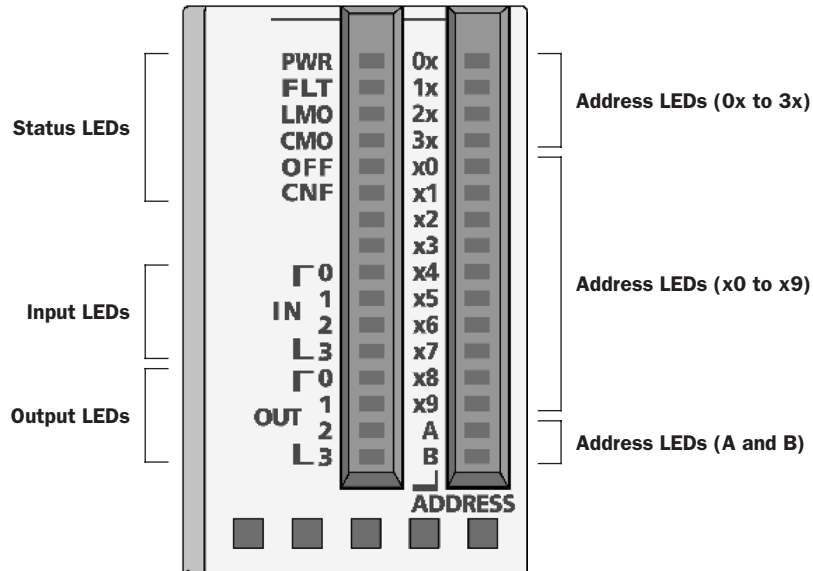 PWR 0x
FLT 1x
LMO 2x
CMO 3x
OFF x0
CNF x1
x2
x3
0 x4
1 x5
IN
2 x6
3 x7
0 x8
1 x9
OUT
2 A
3 B
ADDRESS
Status LEDs
Input LEDs
Output LEDs
Address LEDs (0x to 3x)
Address LEDs (x0 to x9)
Address LEDs (A and B)